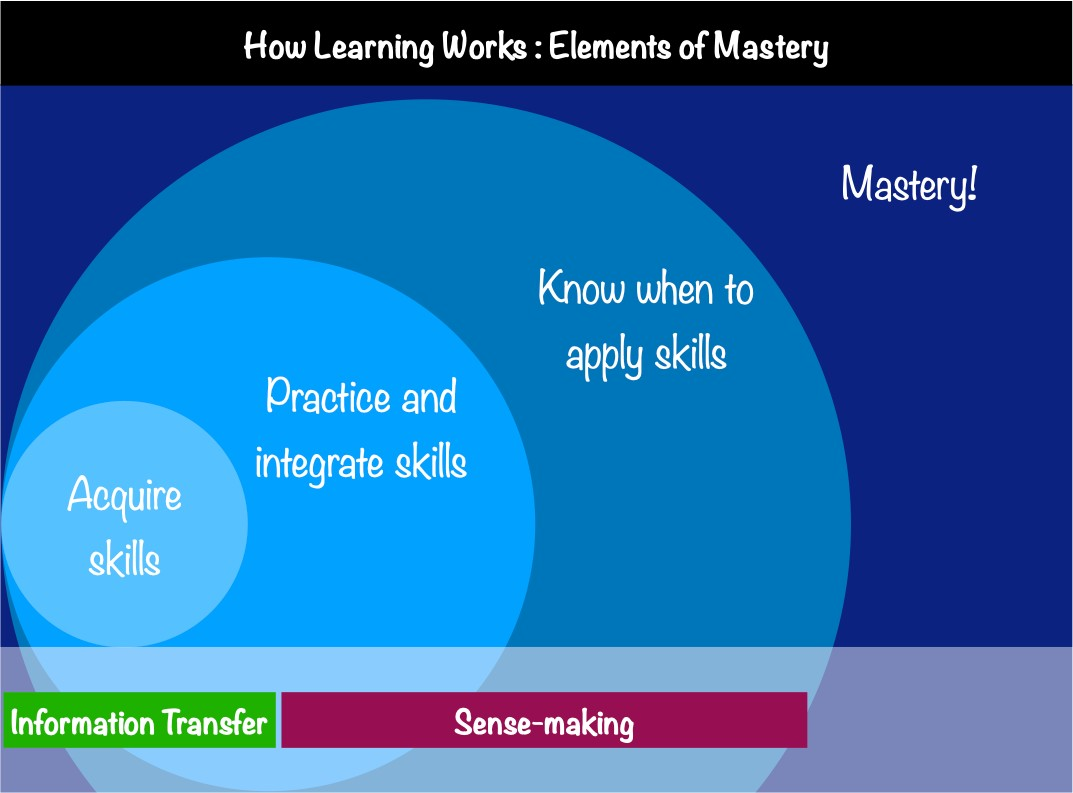 How Learning Works : Elements of Mastery
Mastery!
Know when to
apply skills
Practice and
integrate skills
Acquire
skills
Information Transfer
Sense-making